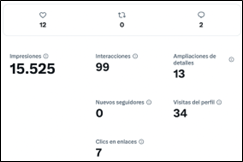 12 0 2
Impresiones Interacciones Ampliaciones de detalles
15.525 99 13
Nuevos seguidores Visitas del perfil
0 34
Clics en enlaces
7